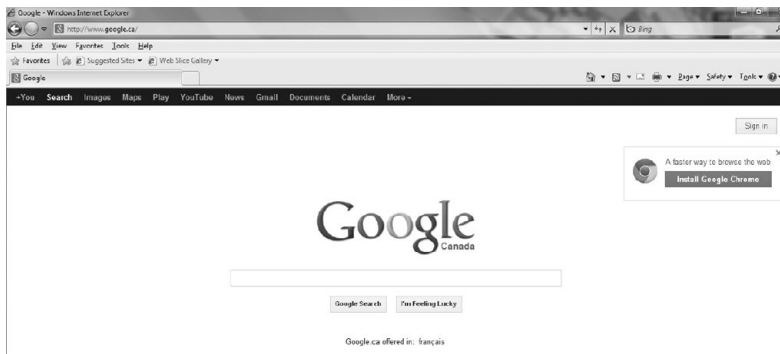 Google - Windows Internet Explorer
http://www.google.ca/
Bing
File Edit View Favorites Tools Help
Favorites Suggested Sites Web Slice Gallery
Google
Page Safety Tools
+You Search Images Maps Play YouTube News Gmail Documents Calendar More
Sign in
A faster way to browse the web
Install Google Chrome
Google
Canada
Google Search I'm Feeling Lucky
Google.ca offered in: français